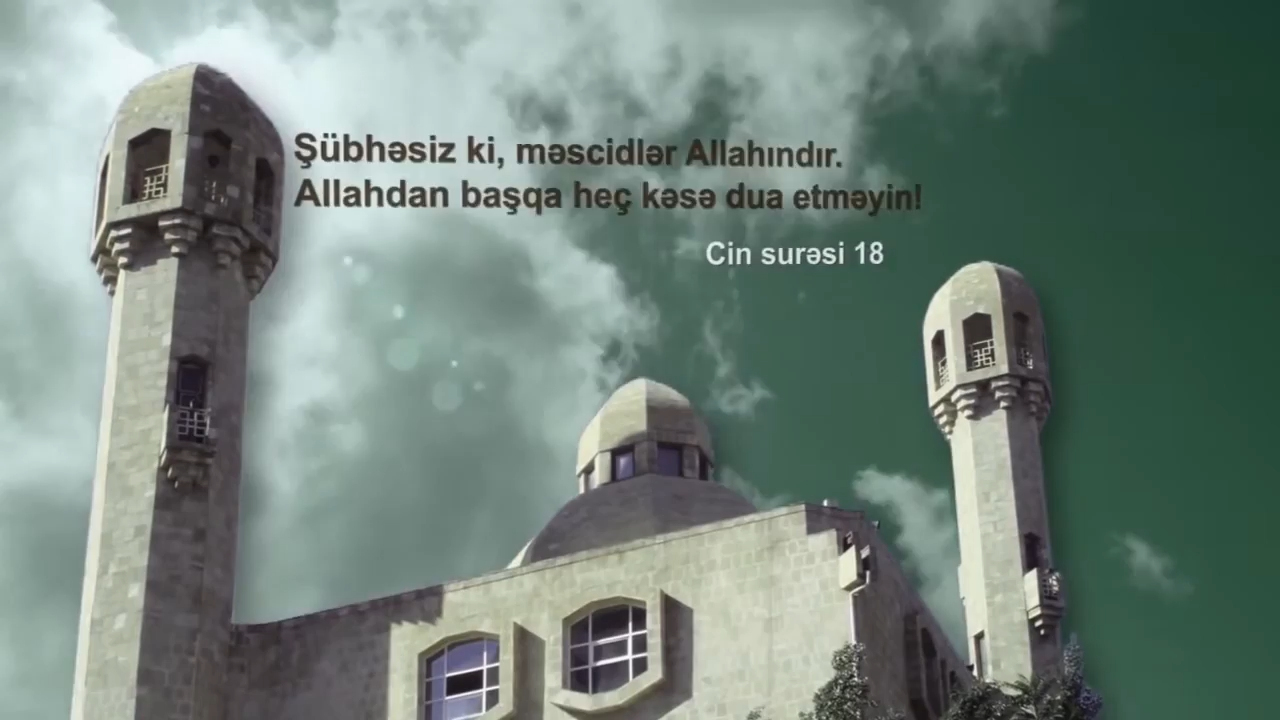 Şübhəsiz ki, məscidlər Allahındır.
Allahdan başqa heç kəsə dua etməyin!
Cin surəsi 18